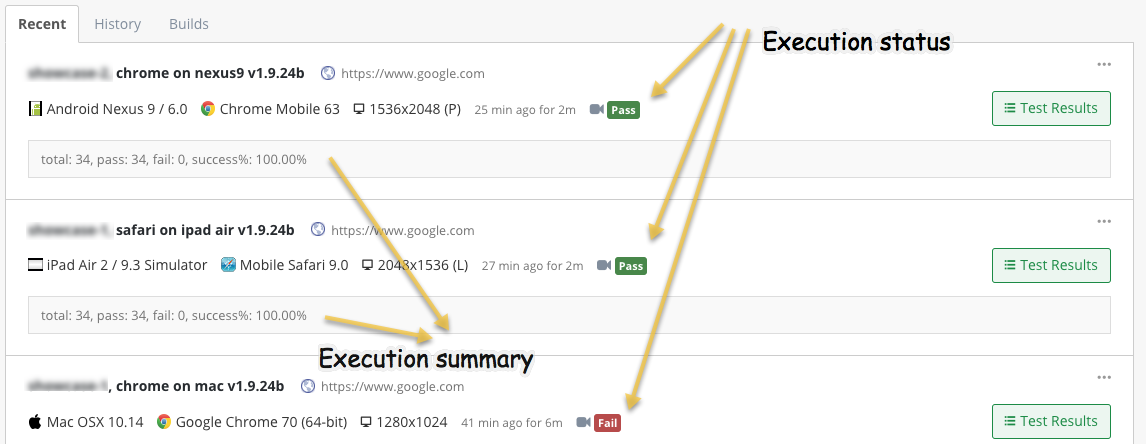 Recent History Builds
Execution status
chrome on nexus9 v1.9.24b https://www.google.com
Android Nexus 9 / 6.0 Chrome Mobile 63 1536x2048 (P) 25 min ago for 2m Pass Test Results
total: 34, pass: 34, fail: 0, success%: 100.00%
safari on ipad air v1.9.24b https://www.google.com
iPad Air 2 / 9.3 Simulator Mobile Safari 9.0 2048x1536 (L) 27 min ago for 2m Pass Test Results
total: 34, pass: 34, fail: 0, success%: 100.00%
Execution summary
, chrome on mac v1.9.24b https://www.google.com
Mac OSX 10.14 Google Chrome 70 (64-bit) 1280x1024 41 min ago for 6m Fail Test Results